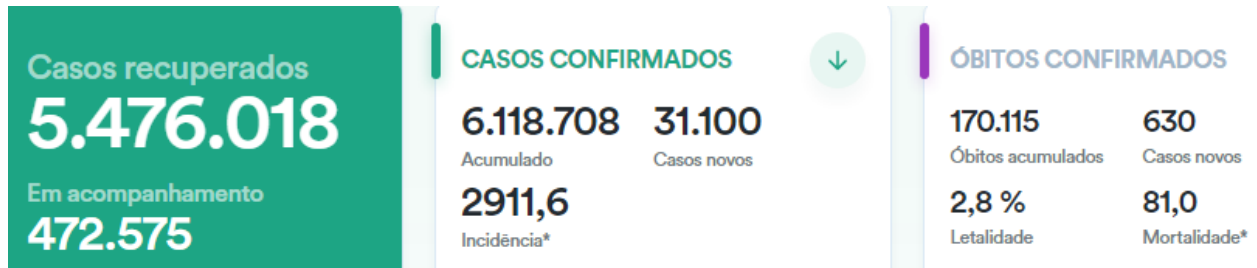 Casos recuperados
5.476.018
Em acompanhamento
472.575
CASOS CONFIRMADOS
6.118.708 31.100
Acumulado Casos novos
2911,6
Incidência*
ÓBITOS CONFIRMADOS
170.115 630
Óbitos acumulados Casos novos
2,8 % 81,0
Letalidade Mortalidade*